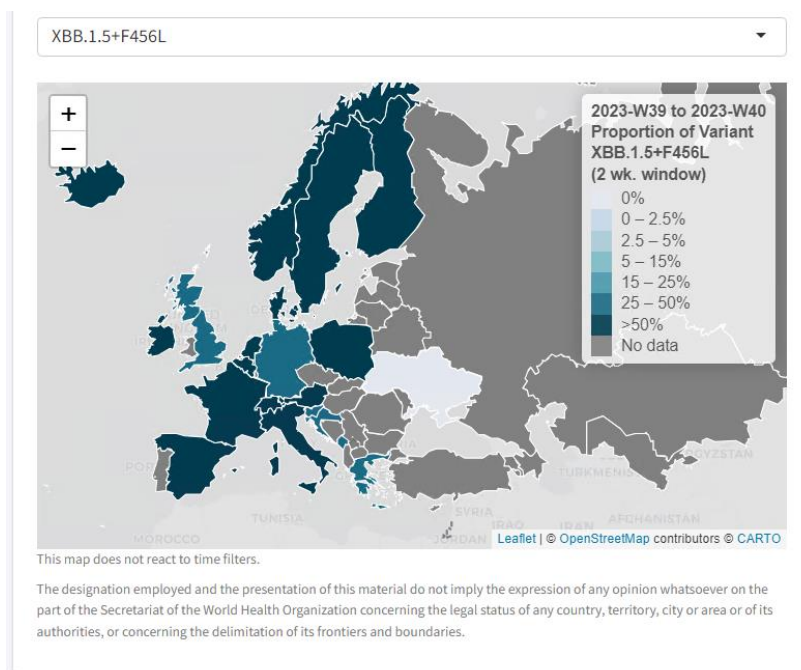 XBB.1.5+F456L
+
−
2023-W39 to 2023-W40
Proportion of Variant
XBB.1.5+F456L
(2 wk. window)
0%
0 – 2.5%
2.5 – 5%
5 – 15%
15 – 25%
25 – 50%
>50%
No data
TURKMENIS
TUNISIA
SYRIA
IRAQ
IRAN
AFGHANISTAN
MOROCCO
JORDAN
Leaflet | © OpenStreetMap contributors © CARTO
This map does not react to time filters.
The designation employed and the presentation of this material do not imply the expression of any opinion whatsoever on the
part of the Secretariat of the World Health Organization concerning the legal status of any country, territory, city or area or of its
authorities, or concerning the delimitation of its frontiers and boundaries.